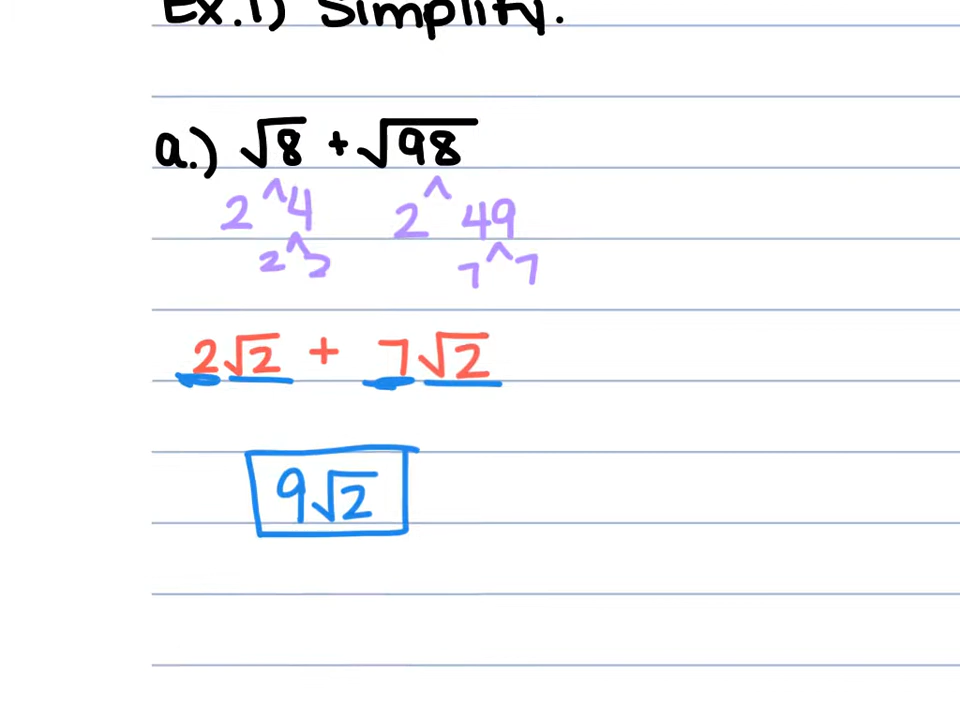 Ex.1) Simplify.
a.) √8 + √98
2 ^ 4 2 ^ 49
2 ^ 2 7 ^ 7
2√2 + 7√2
9√2